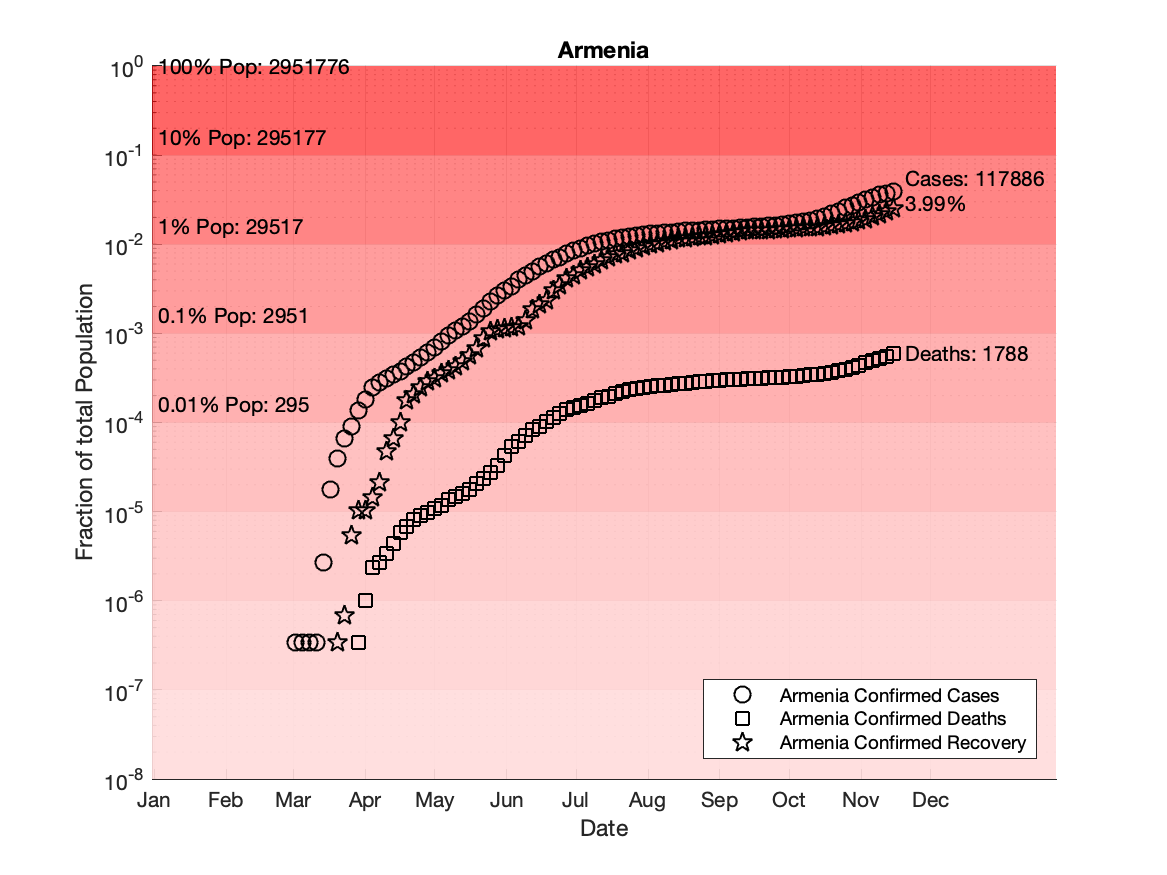 Armenia
10^0
10^-1
10^-2
10^-3
10^-4
10^-5
10^-6
10^-7
10^-8
Fraction of total Population
100% Pop: 2951776
10% Pop: 295177
1% Pop: 29517
0.1% Pop: 2951
0.01% Pop: 295
Cases: 117886
3.99%
Deaths: 1788
Armenia Confirmed Cases
Armenia Confirmed Deaths
Armenia Confirmed Recovery
Jan Feb Mar Apr May Jun Jul Aug Sep Oct Nov Dec
Date